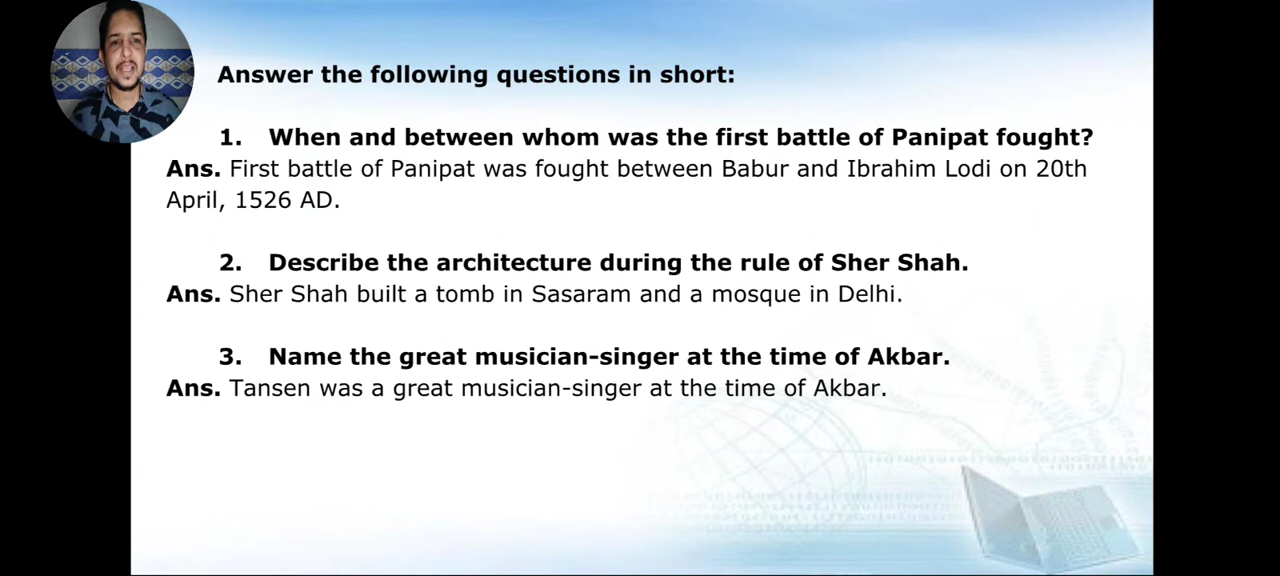 Answer the following questions in short:
1. When and between whom was the first battle of Panipat fought?
Ans. First battle of Panipat was fought between Babur and Ibrahim Lodi on 20th
April, 1526 AD.
2. Describe the architecture during the rule of Sher Shah.
Ans. Sher Shah built a tomb in Sasaram and a mosque in Delhi.
3. Name the great musician-singer at the time of Akbar.
Ans. Tansen was a great musician-singer at the time of Akbar.